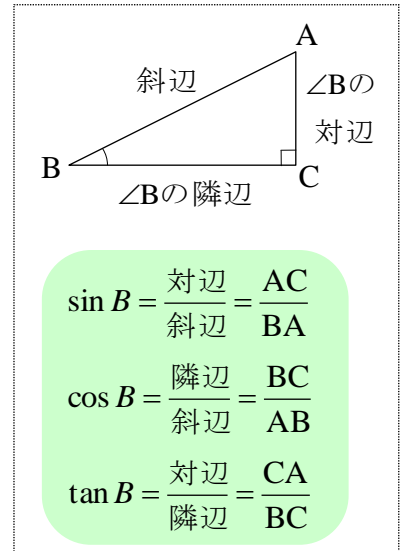 A
斜辺 ∠Bの
対辺
B C
∠Bの隣辺
sin B = 対辺/斜辺 = AC/BA
cos B = 隣辺/斜辺 = BC/AB
tan B = 対辺/隣辺 = CA/BC